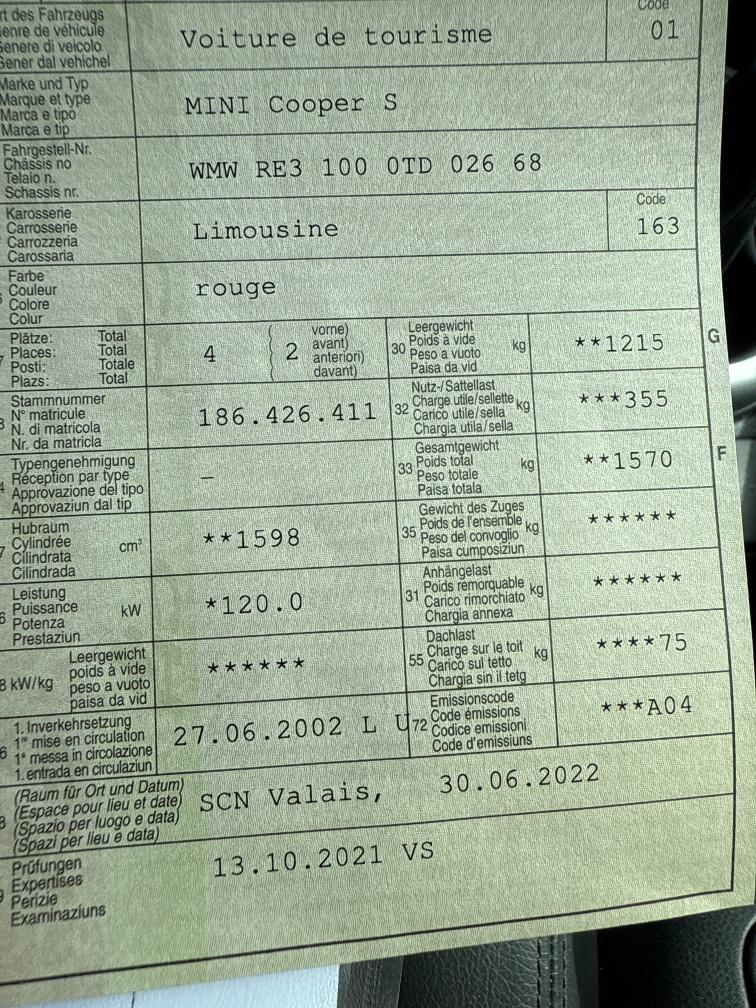 rt des Fahrzeugs
enre de véhicule
Genere di veicolo
Gener dal vehichel
Voiture de tourisme
Code
01
Marke und Typ
Marque et type
Marca e tipo
Marca e tip
MINI Cooper S
Fahrgestell-Nr.
Châssis no
Telaio n.
Schassis nr.
WMW RE3 100 0TD 026 68
Karosserie
Carrosserie
Carrozzeria
Carossaria
Limousine
Code
163
Farbe
Couleur
Colore
Colur
rouge
Plätze: Total
Places: Total
Posti: Totale
Plazs: Total
4
2
vorne)
avant)
anteriori)
davant)
30
Leergewicht
Poids à vide
Peso a vuoto
Paisa da vid
kg
**1215
G
Stammnummer
N° matricule
N. di matricola
Nr. da matricla
186.426.411
32
Nutz-/Sattellast
Charge utile/sellette
Carico utile/sella
Chargia utila/sella
kg
***355
Typengenehmigung
Réception par type
Approvazione del tipo
Approvaziun dal tip
–
33
Gesamtgewicht
Poids total
Peso totale
Paisa totala
kg
**1570
F
Hubraum
Cylindrée
Cilindrata
Cilindrada
cm³
**1598
35
Gewicht des Zuges
Poids de l'ensemble
Peso del convoglio
Paisa cumposiziun
kg
******
Leistung
Puissance
Potenza
Prestaziun
kW
*120.0
31
Anhängelast
Poids remorquable
Carico rimorchiato
Chargia annexa
kg
******
kW/kg
Leergewicht
poids à vide
peso a vuoto
paisa da vid
******
55
Dachlast
Charge sur le toit
Carico sul tetto
Chargia sin il tetg
kg
****75
1. Inverkehrsetzung
1re mise en circulation
1a messa in circolazione
1. entrada en circulaziun
27.06.2002 L U
72
Emissionscode
Code émissions
Codice emissioni
Code d'emissiuns
***A04
(Raum für Ort und Datum)
(Espace pour lieu et date)
(Spazio per luogo e data)
(Spazi per lieu e data)
SCN Valais, 30.06.2022
Prüfungen
Expertises
Perizie
Examinaziuns
13.10.2021 VS